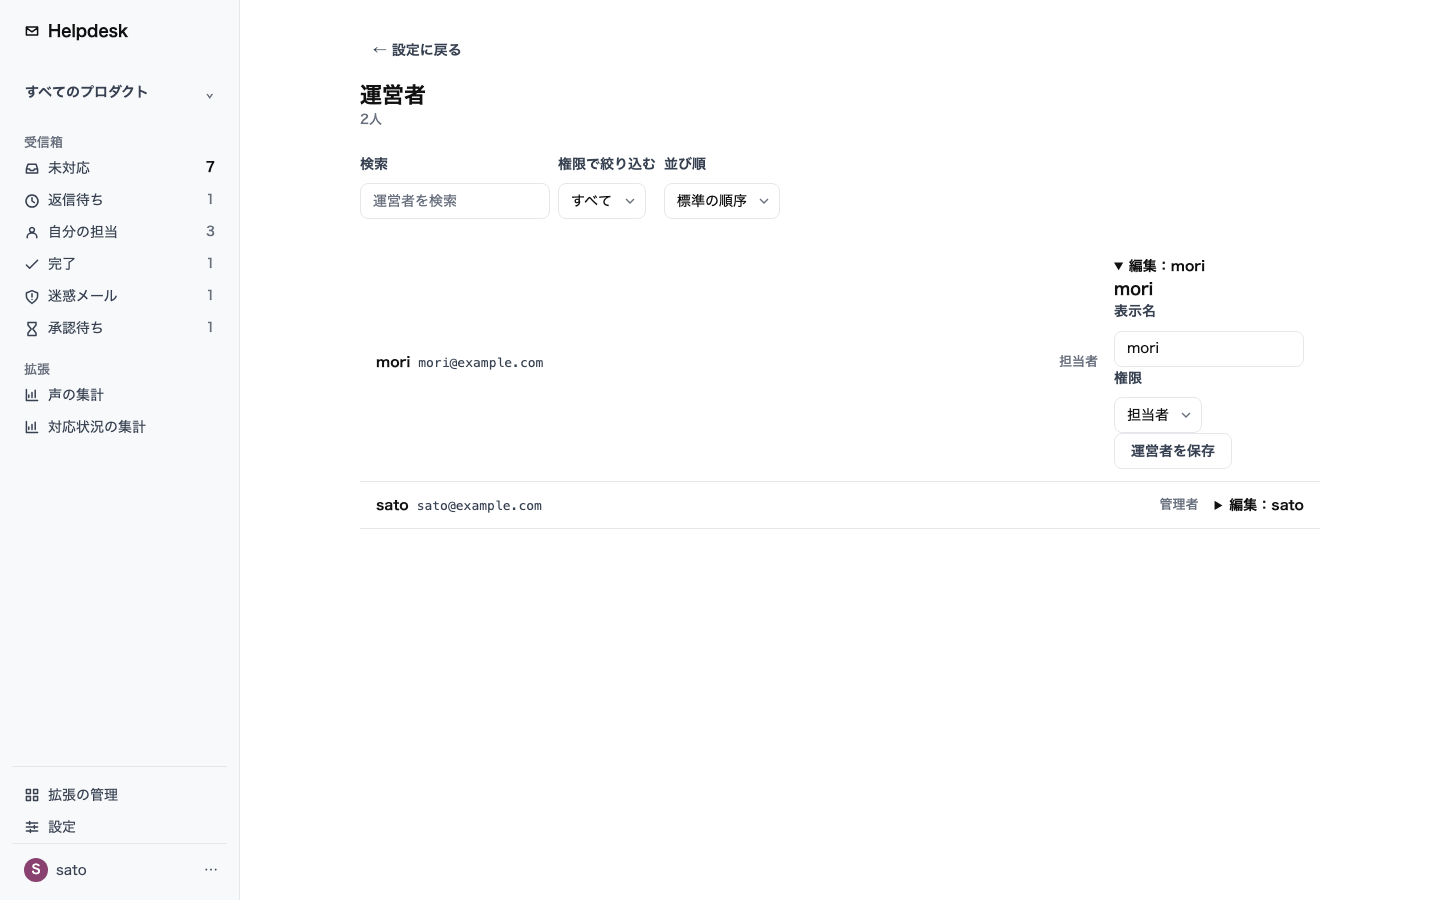 Helpdesk
すべてのプロダクト
受信箱
未対応 7
返信待ち 1
自分の担当 3
完了 1
迷惑メール 1
承認待ち 1
拡張
声の集計
対応状況の集計
拡張の管理
設定
S sato ...
← 設定に戻る
運営者
2人
検索 権限で絞り込む 並び順
運営者を検索 すべて 標準の順序
mori mori@example.com 担当者
▼ 編集：mori
mori
表示名
mori
権限
担当者
運営者を保存
sato sato@example.com 管理者 ▶ 編集：sato